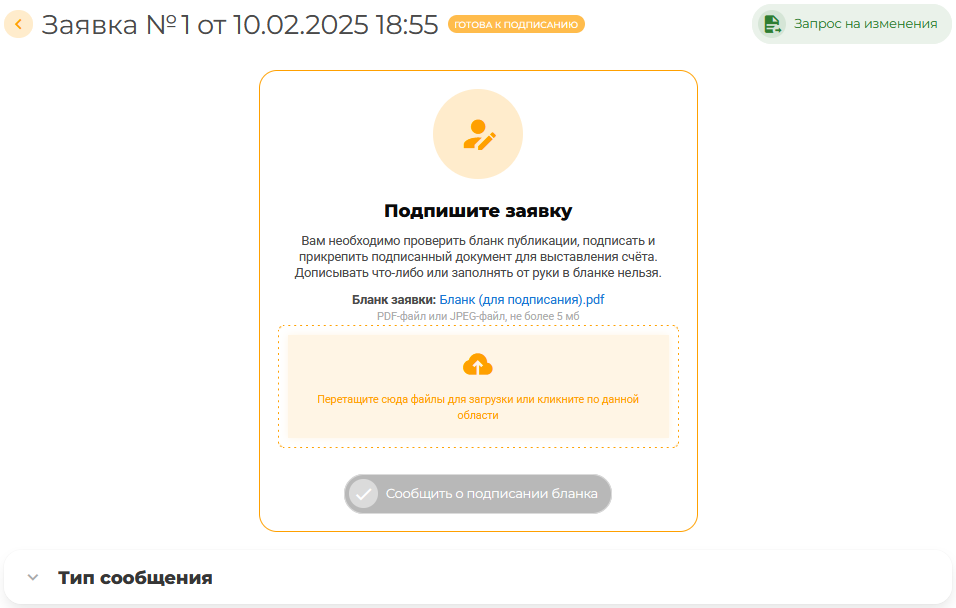 Заявка №1 от 10.02.2025 18:55 ГОТОВА К ПОДПИСАНИЮ
Запрос на изменения
Подпишите заявку
Вам необходимо проверить бланк публикации, подписать и
прикрепить подписанный документ для выставления счёта.
Дописывать что-либо или заполнять от руки в бланке нельзя.
Бланк заявки: Бланк (для подписания).pdf
PDF-файл или JPEG-файл, не более 5 мб
Перетащите сюда файлы для загрузки или кликните по данной
области
Сообщить о подписании бланка
Тип сообщения